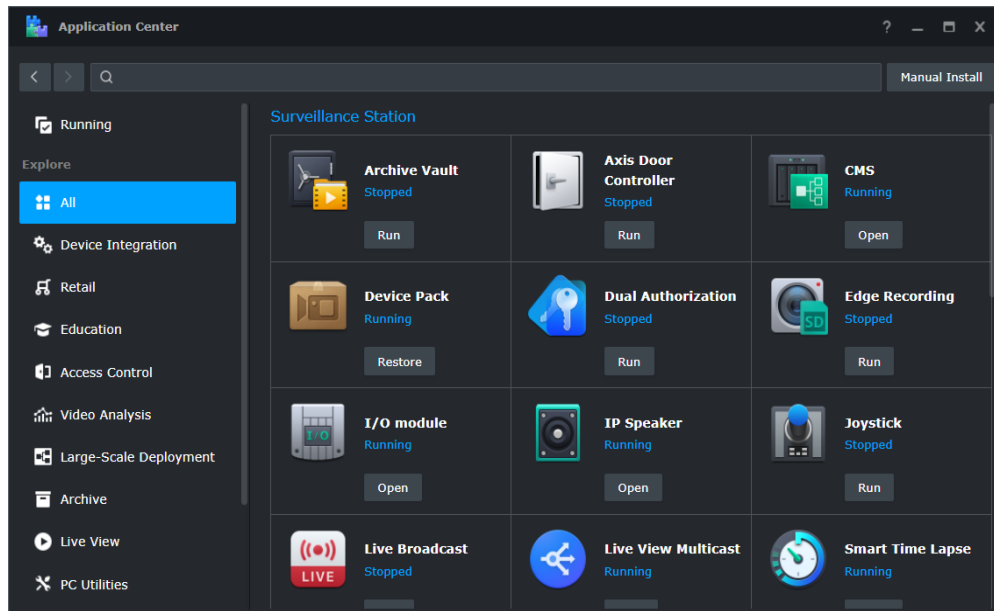 Application Center
?
Manual Install
Running
Explore
All
Device Integration
Retail
Education
Access Control
Video Analysis
Large-Scale Deployment
Archive
Live View
PC Utilities
Surveillance Station
Archive Vault
Stopped
Run
Axis Door
Controller
Stopped
Run
CMS
Running
Open
Device Pack
Running
Restore
Dual Authorization
Stopped
Run
SD
Edge Recording
Stopped
Run
I/O
I/O module
Running
Open
IP Speaker
Running
Open
Joystick
Stopped
Run
LIVE
Live Broadcast
Stopped
Live View Multicast
Running
Smart Time Lapse
Running